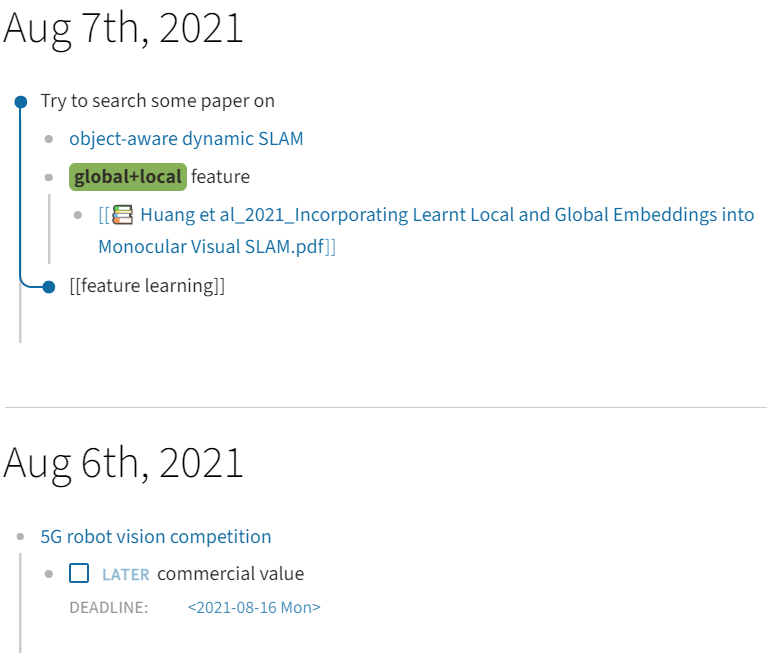 Aug 7th, 2021
Try to search some paper on
object-aware dynamic SLAM
global+local feature
[[📚 Huang et al_2021_Incorporating Learnt Local and Global Embeddings into
Monocular Visual SLAM.pdf]]
[[feature learning]]
Aug 6th, 2021
5G robot vision competition
LATER commercial value
DEADLINE: <2021-08-16 Mon>